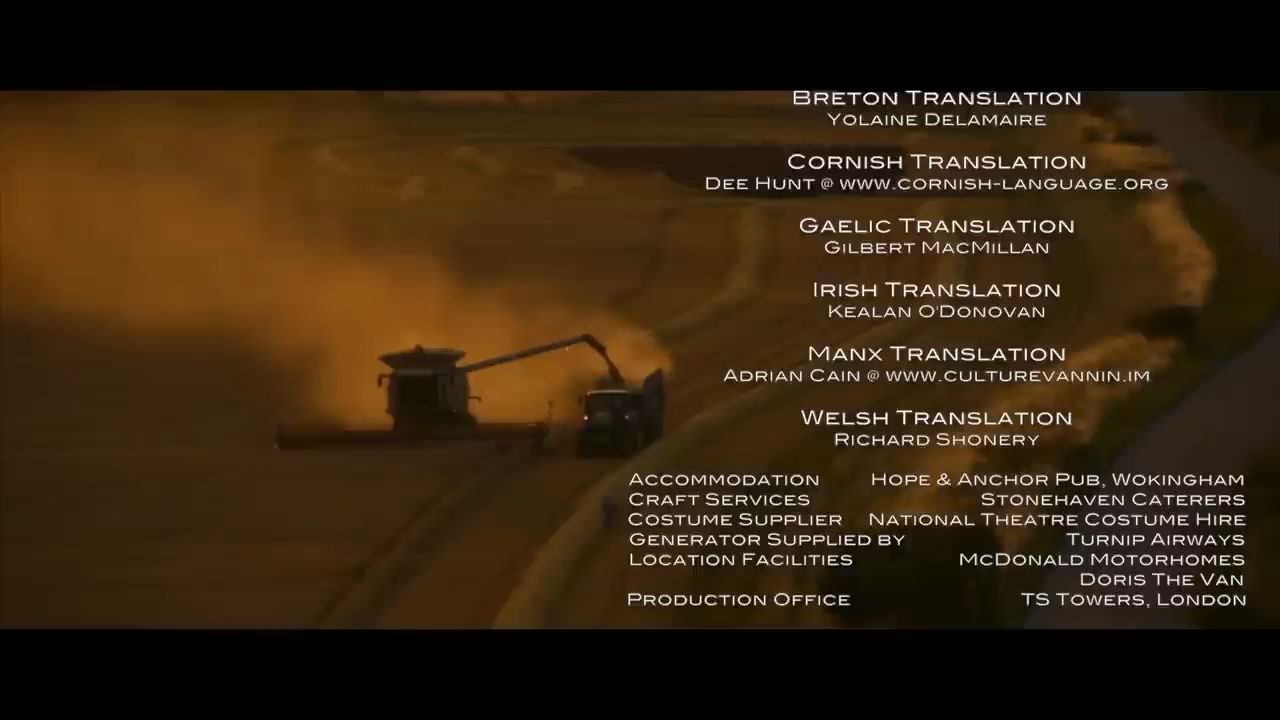 Breton Translation
Yolaine Delamaire
Cornish Translation
Dee Hunt @ www.cornish-language.org
Gaelic Translation
Gilbert MacMillan
Irish Translation
Kealan O'Donovan
Manx Translation
Adrian Cain @ www.culturevannin.im
Welsh Translation
Richard Shonery
Accommodation Hope & Anchor Pub, Wokingham
Craft Services Stonehaven Caterers
Costume Supplier National Theatre Costume Hire
Generator Supplied by Turnip Airways
Location Facilities McDonald Motorhomes
Doris The Van
Production Office TS Towers, London